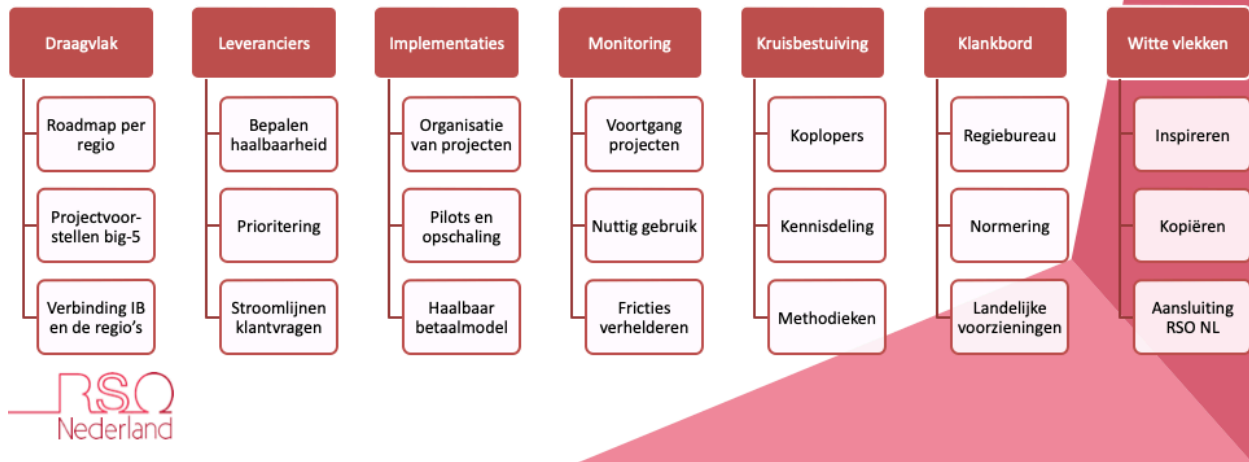 Draagvlak
Roadmap per
regio
Projectvoor-
stellen big-5
Verbinding IB
en de regio's
Leveranciers
Bepalen
haalbaarheid
Prioritering
Stroomlijnen
klantvragen
Implementaties
Organisatie
van projecten
Pilots en
opschaling
Haalbaar
betaalmodel
Monitoring
Voortgang
projecten
Nuttig gebruik
Fricties
verhelderen
Kruisbestuiving
Koplopers
Kennisdeling
Methodieken
Klankbord
Regiebureau
Normering
Landelijke
voorzieningen
Witte vlekken
Inspireren
Kopiëren
Aansluiting
RSO NL
RSO
Nederland